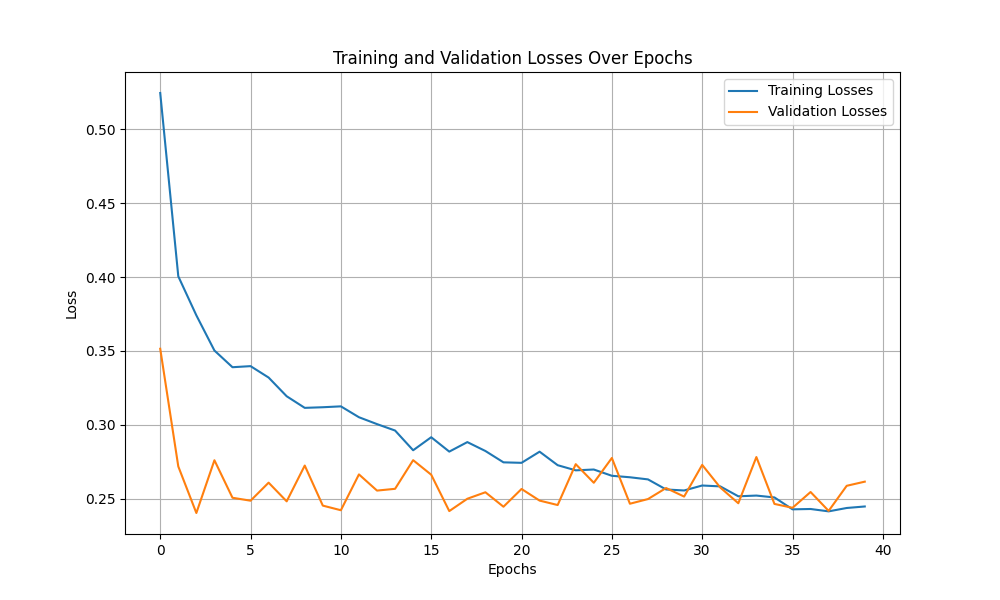 Training and Validation Losses Over Epochs
Training Losses
Validation Losses
0.50
0.45
0.40
0.35
0.30
0.25
Loss
0 5 10 15 20 25 30 35 40
Epochs